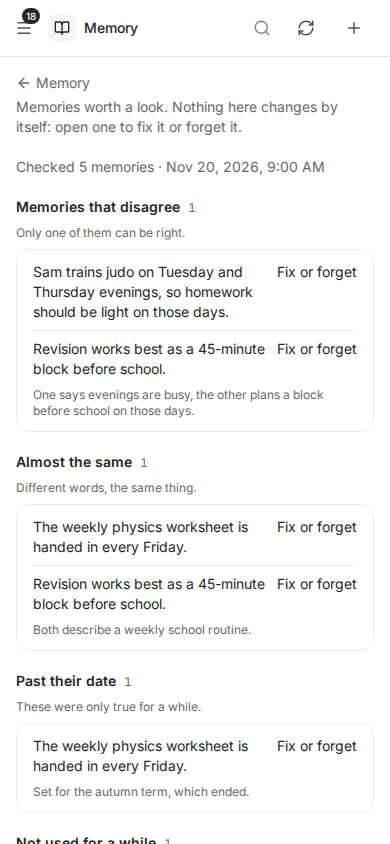 18
Memory
Memory
Memories worth a look. Nothing here changes by
itself: open one to fix it or forget it.
Checked 5 memories · Nov 20, 2026, 9:00 AM
Memories that disagree 1
Only one of them can be right.
Sam trains judo on Tuesday and
Thursday evenings, so homework
should be light on those days.
Fix or forget
Revision works best as a 45-minute
block before school.
Fix or forget
One says evenings are busy, the other plans a block
before school on those days.
Almost the same 1
Different words, the same thing.
The weekly physics worksheet is
handed in every Friday.
Fix or forget
Revision works best as a 45-minute
block before school.
Fix or forget
Both describe a weekly school routine.
Past their date 1
These were only true for a while.
The weekly physics worksheet is
handed in every Friday.
Fix or forget
Set for the autumn term, which ended.
Not used for a while 1